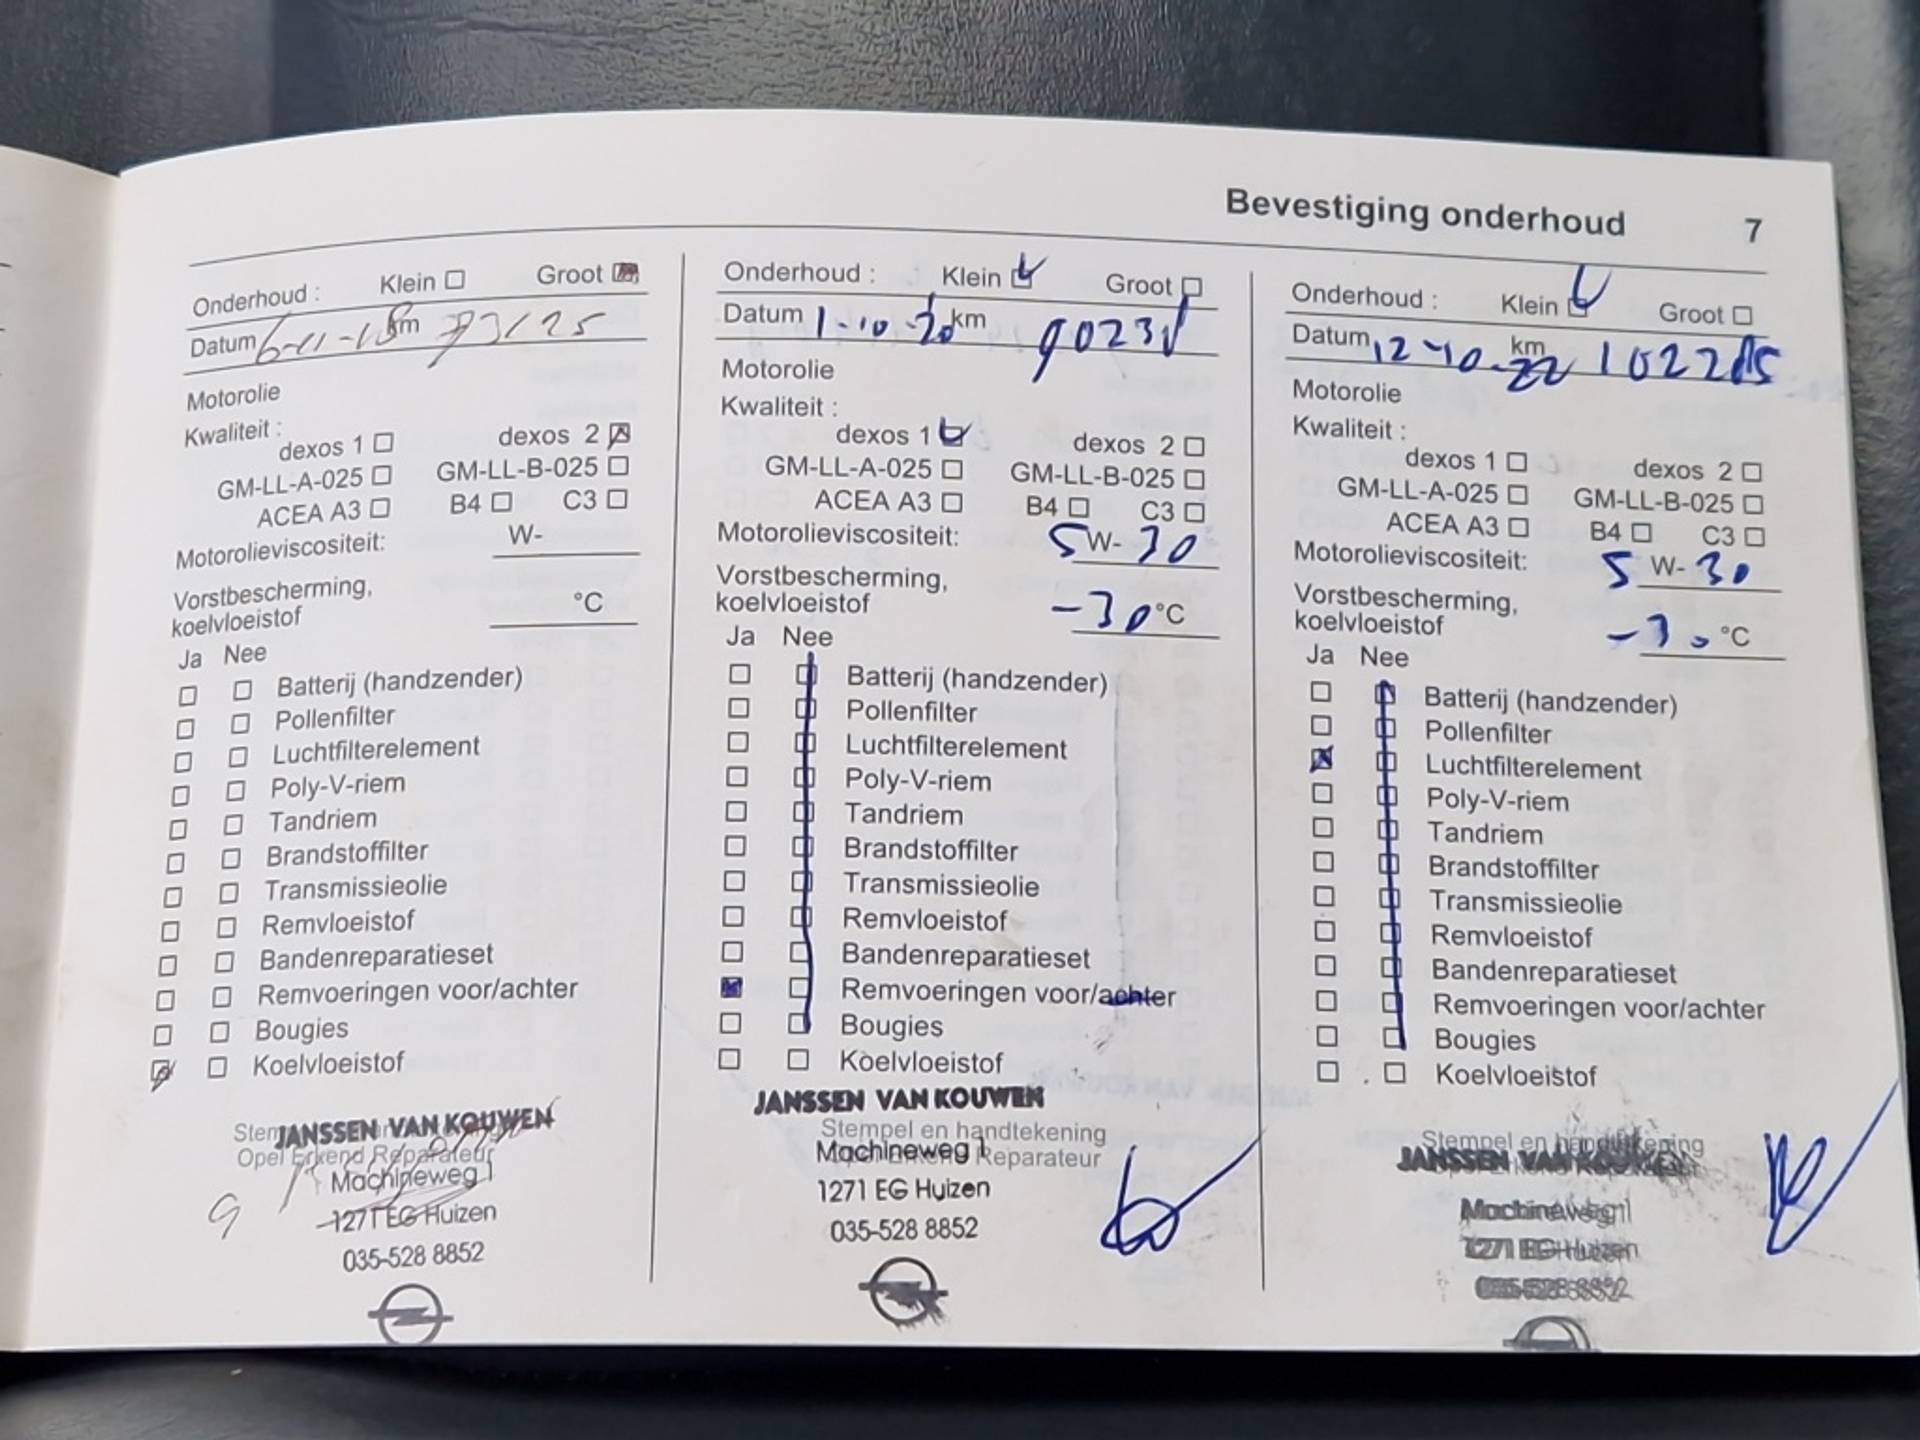 Bevestiging onderhoud 7
Onderhoud : Klein Groot
Datum 6-11-18 km 73125
Motorolie
Kwaliteit :
dexos 1 dexos 2
GM-LL-A-025 GM-LL-B-025
ACEA A3 B4 C3
Motorolieviscositeit: W-
Vorstbescherming,
koelvloeistof °C
Ja Nee
Batterij (handzender)
Pollenfilter
Luchtfilterelement
Poly-V-riem
Tandriem
Brandstoffilter
Transmissieolie
Remvloeistof
Bandenreparatieset
Remvoeringen voor/achter
Bougies
Koelvloeistof
JANSSEN VAN KOUWEN
Opel Erkend Reparateur
Machineweg 1
1271 EG Huizen
035-528 8852
Onderhoud : Klein Groot
Datum 1-10-20 km 90231
Motorolie
Kwaliteit :
dexos 1 dexos 2
GM-LL-A-025 GM-LL-B-025
ACEA A3 B4 C3
Motorolieviscositeit: 5 W- 30
Vorstbescherming,
koelvloeistof -30 °C
Ja Nee
Batterij (handzender)
Pollenfilter
Luchtfilterelement
Poly-V-riem
Tandriem
Brandstoffilter
Transmissieolie
Remvloeistof
Bandenreparatieset
Remvoeringen voor/achter
Bougies
Koelvloeistof
JANSSEN VAN KOUWEN
Stempel en handtekening
Machineweg 1
Opel Erkend Reparateur
1271 EG Huizen
035-528 8852
Onderhoud : Klein Groot
Datum 12-10-22 km
Motorolie
Kwaliteit :
dexos 1 dexos 2
GM-LL-A-025 GM-LL-B-025
ACEA A3 B4 C3
Motorolieviscositeit: 5 W- 30
Vorstbescherming,
koelvloeistof -30 °C
Ja Nee
Batterij (handzender)
Pollenfilter
Luchtfilterelement
Poly-V-riem
Tandriem
Brandstoffilter
Transmissieolie
Remvloeistof
Bandenreparatieset
Remvoeringen voor/achter
Bougies
Koelvloeistof
Stempel en handtekening
JANSSEN VAN KOUWEN
Machineweg 1
1271 EG Huizen
035-528 8852